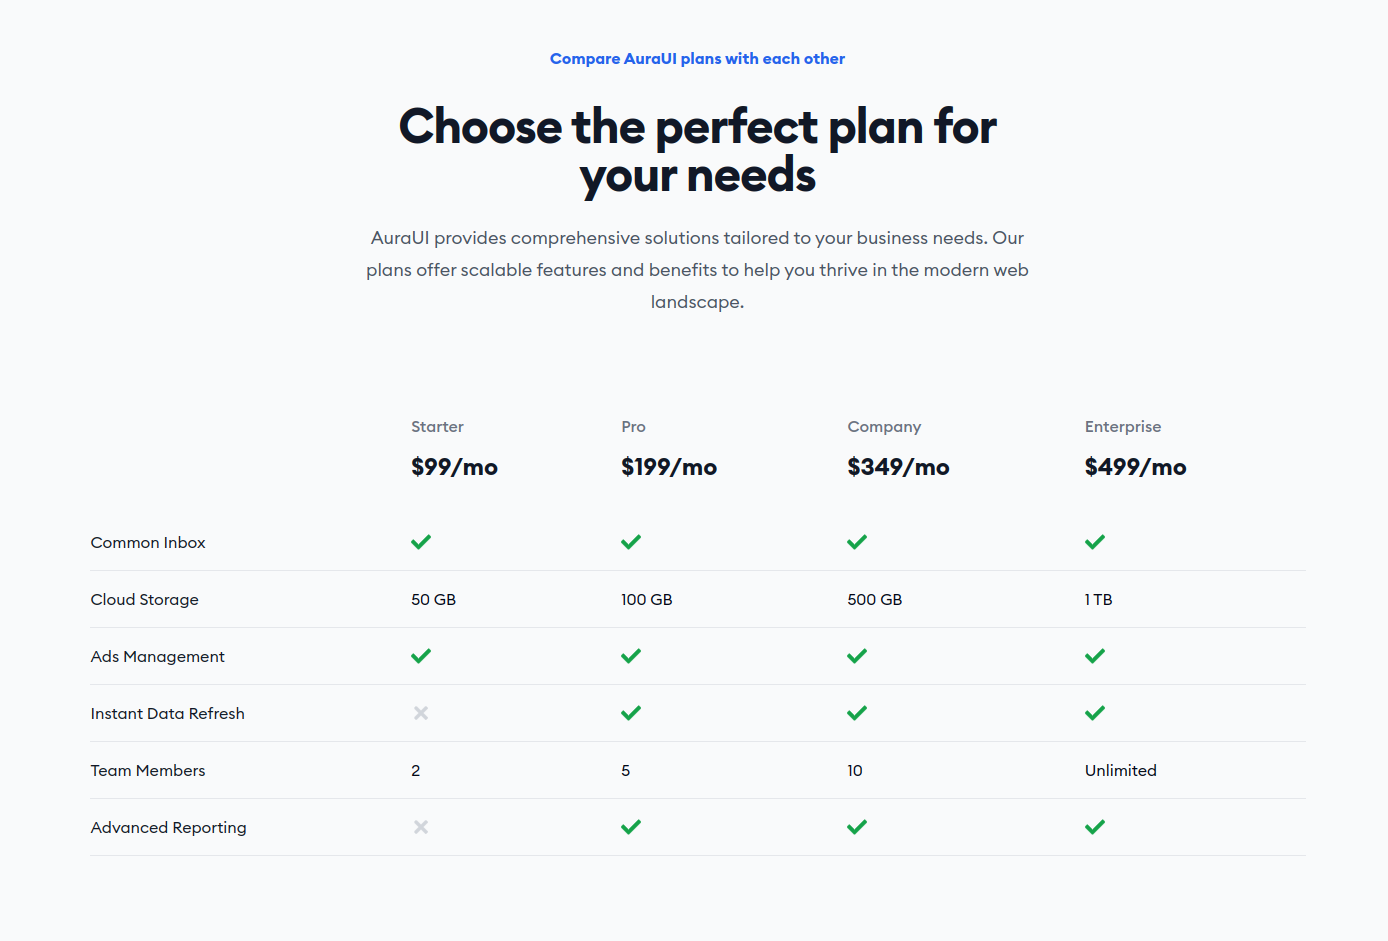 Compare AuraUI plans with each other
Choose the perfect plan for
your needs
AuraUI provides comprehensive solutions tailored to your business needs. Our
plans offer scalable features and benefits to help you thrive in the modern web
landscape.
Starter Pro Company Enterprise
$99/mo $199/mo $349/mo $499/mo
Common Inbox
Cloud Storage 50 GB 100 GB 500 GB 1 TB
Ads Management
Instant Data Refresh
Team Members 2 5 10 Unlimited
Advanced Reporting